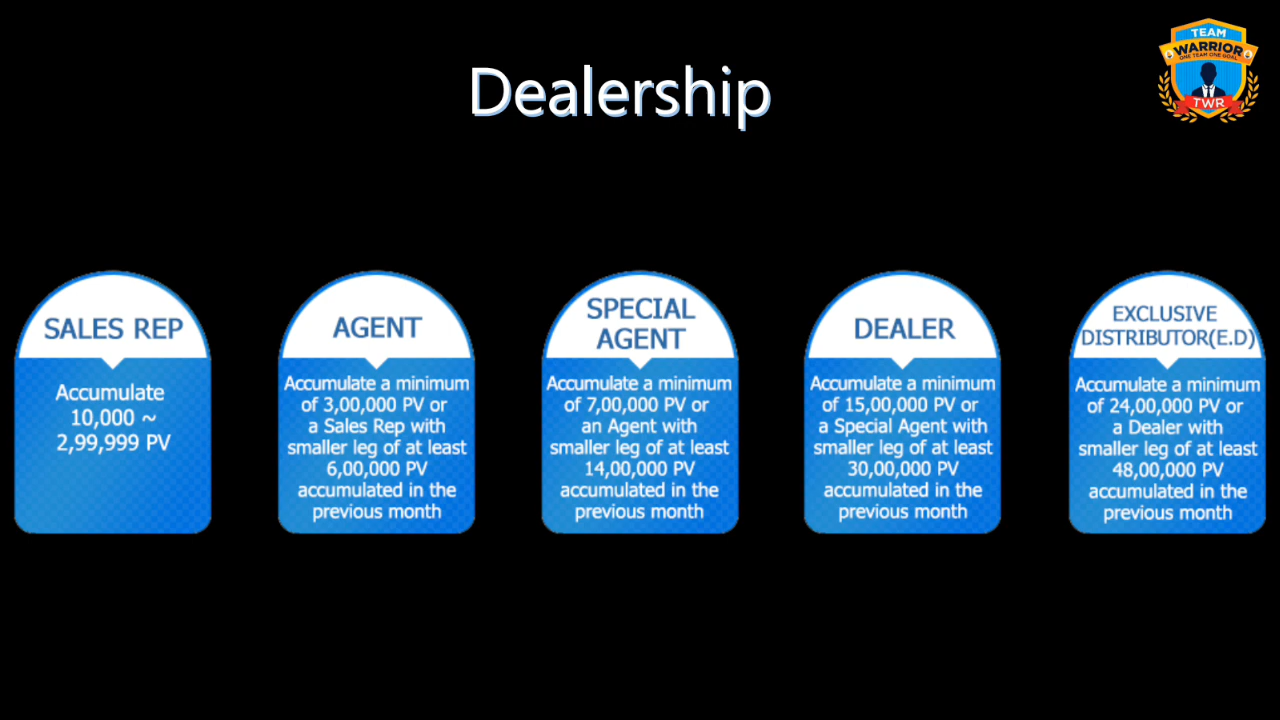 TEAM
WARRIOR
ONE TEAM ONE GOAL
TWR
Dealership
SALES REP
Accumulate
10,000 ~
2,99,999 PV
AGENT
Accumulate a minimum
of 3,00,000 PV or
a Sales Rep with
smaller leg of at least
6,00,000 PV
accumulated in the
previous month
SPECIAL
AGENT
Accumulate a minimum
of 7,00,000 PV or
an Agent with
smaller leg of at least
14,00,000 PV
accumulated in the
previous month
DEALER
Accumulate a minimum
of 15,00,000 PV or
a Special Agent with
smaller leg of at least
30,00,000 PV
accumulated in the
previous month
EXCLUSIVE
DISTRIBUTOR(E.D)
Accumulate a minimum
of 24,00,000 PV or
a Dealer with
smaller leg of at least
48,00,000 PV
accumulated in the
previous month